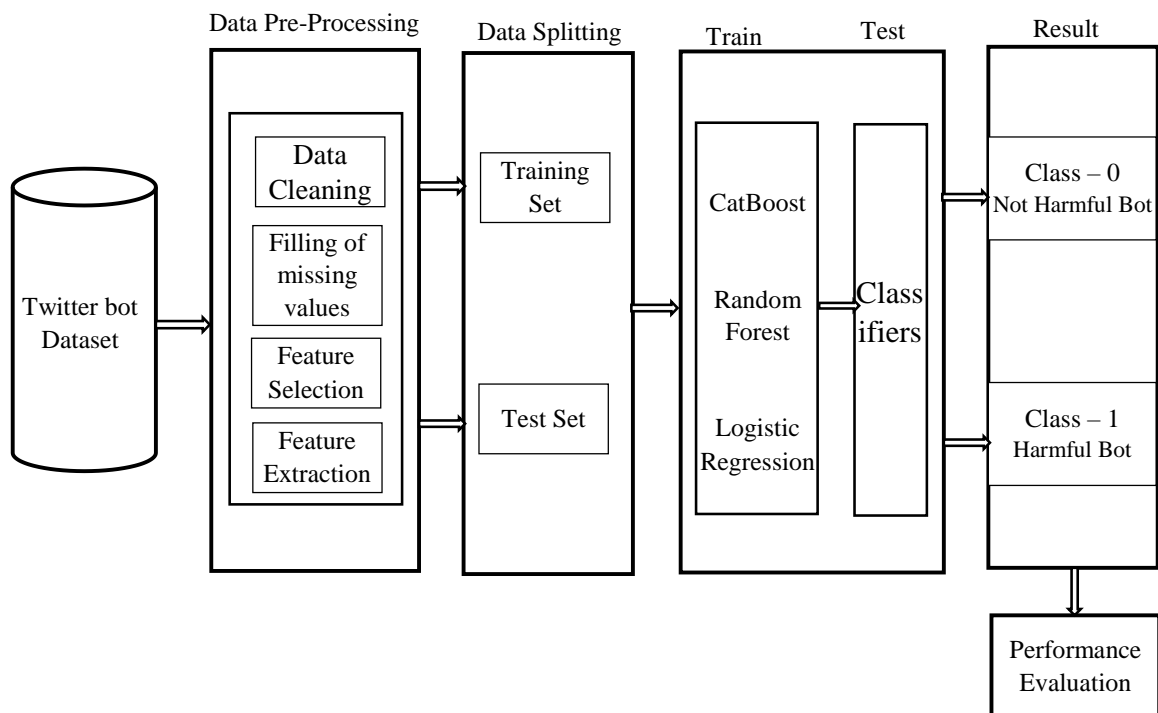 Data Pre-Processing
Data Splitting
Train
Test
Result
Twitter bot
Dataset
Data
Cleaning
Filling of
missing
values
Feature
Selection
Feature
Extraction
Training
Set
Test Set
CatBoost
Random
Forest
Logistic
Regression
Class
ifiers
Class – 0
Not Harmful Bot
Class – 1
Harmful Bot
Performance
Evaluation